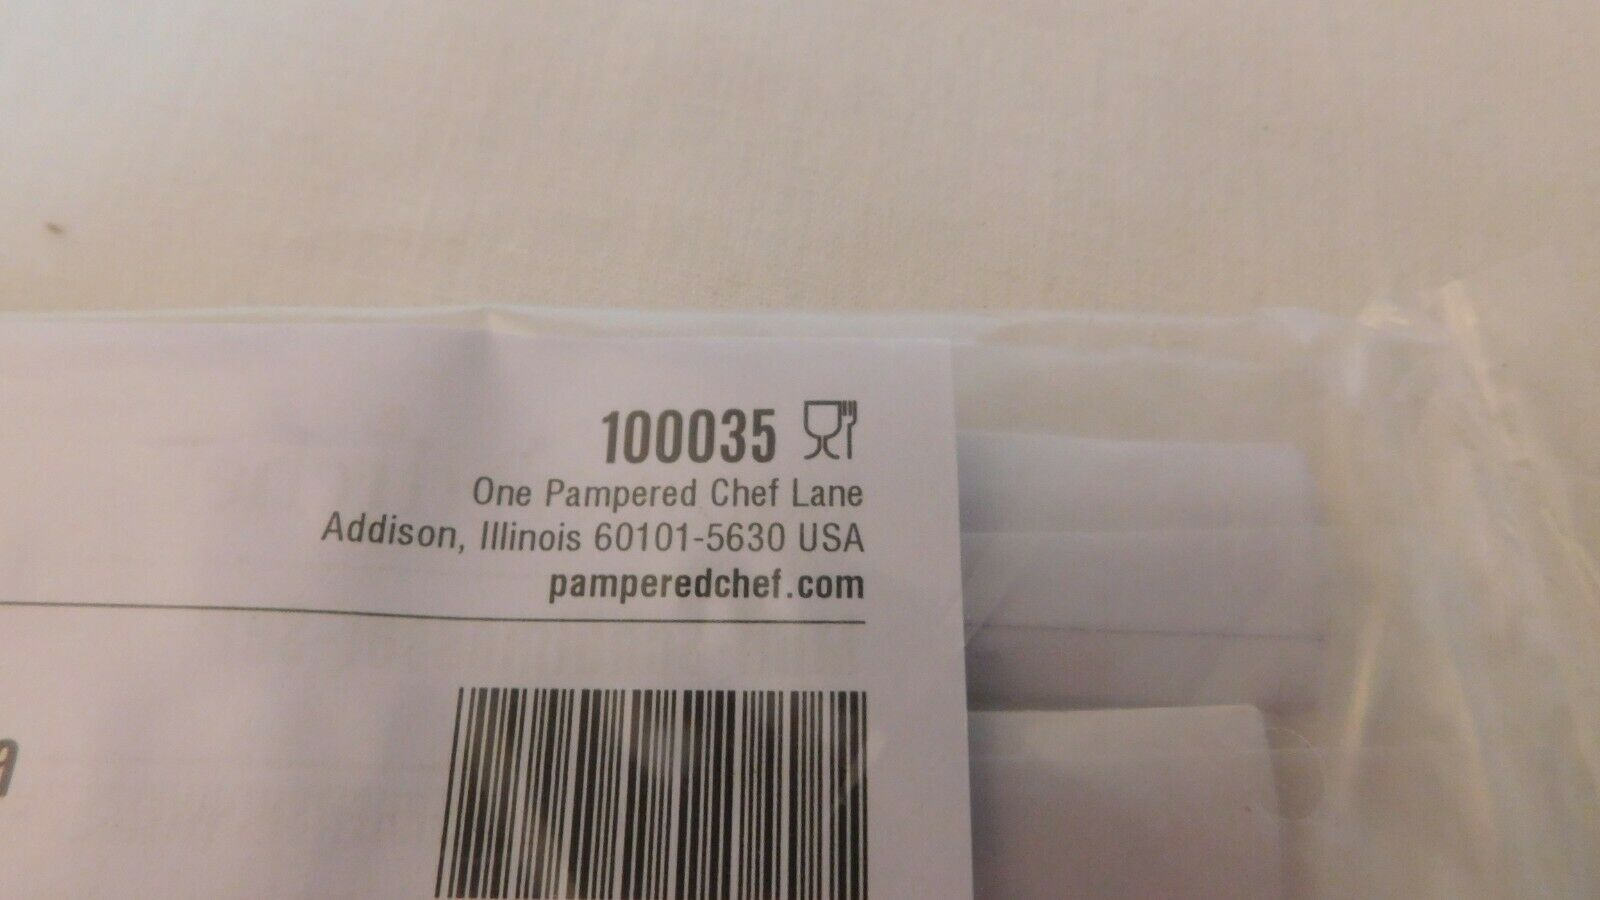 100035
One Pampered Chef Lane
Addison, Illinois 60101-5630 USA
pamperedchef.com